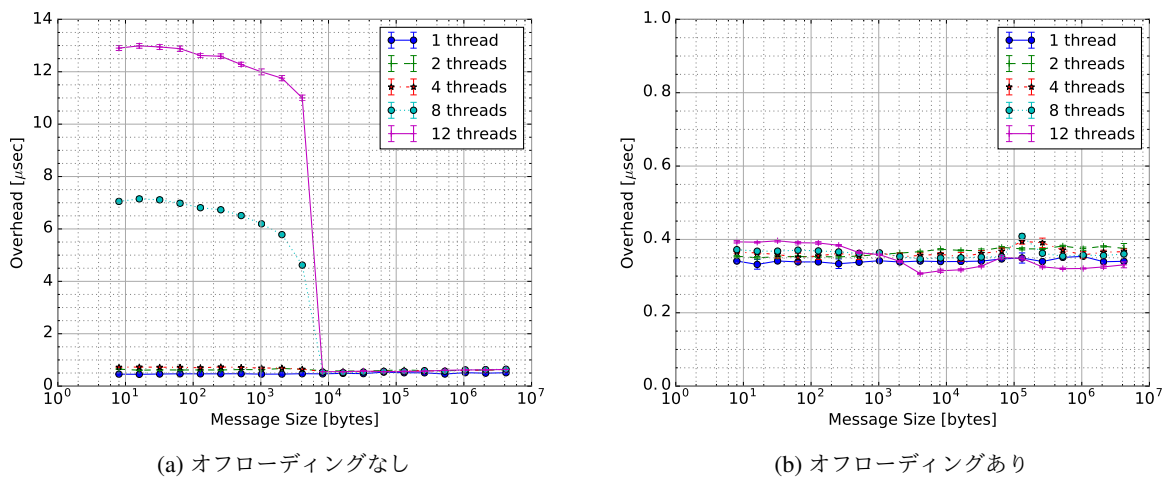 14
12
10
8
6
4
2
0
Overhead [μsec]
10⁰ 10¹ 10² 10³ 10⁴ 10⁵ 10⁶ 10⁷
Message Size [bytes]
1 thread
2 threads
4 threads
8 threads
12 threads
(a) オフローディングなし
1.0
0.8
0.6
0.4
0.2
0.0
Overhead [μsec]
10⁰ 10¹ 10² 10³ 10⁴ 10⁵ 10⁶ 10⁷
Message Size [bytes]
1 thread
2 threads
4 threads
8 threads
12 threads
(b) オフローディングあり